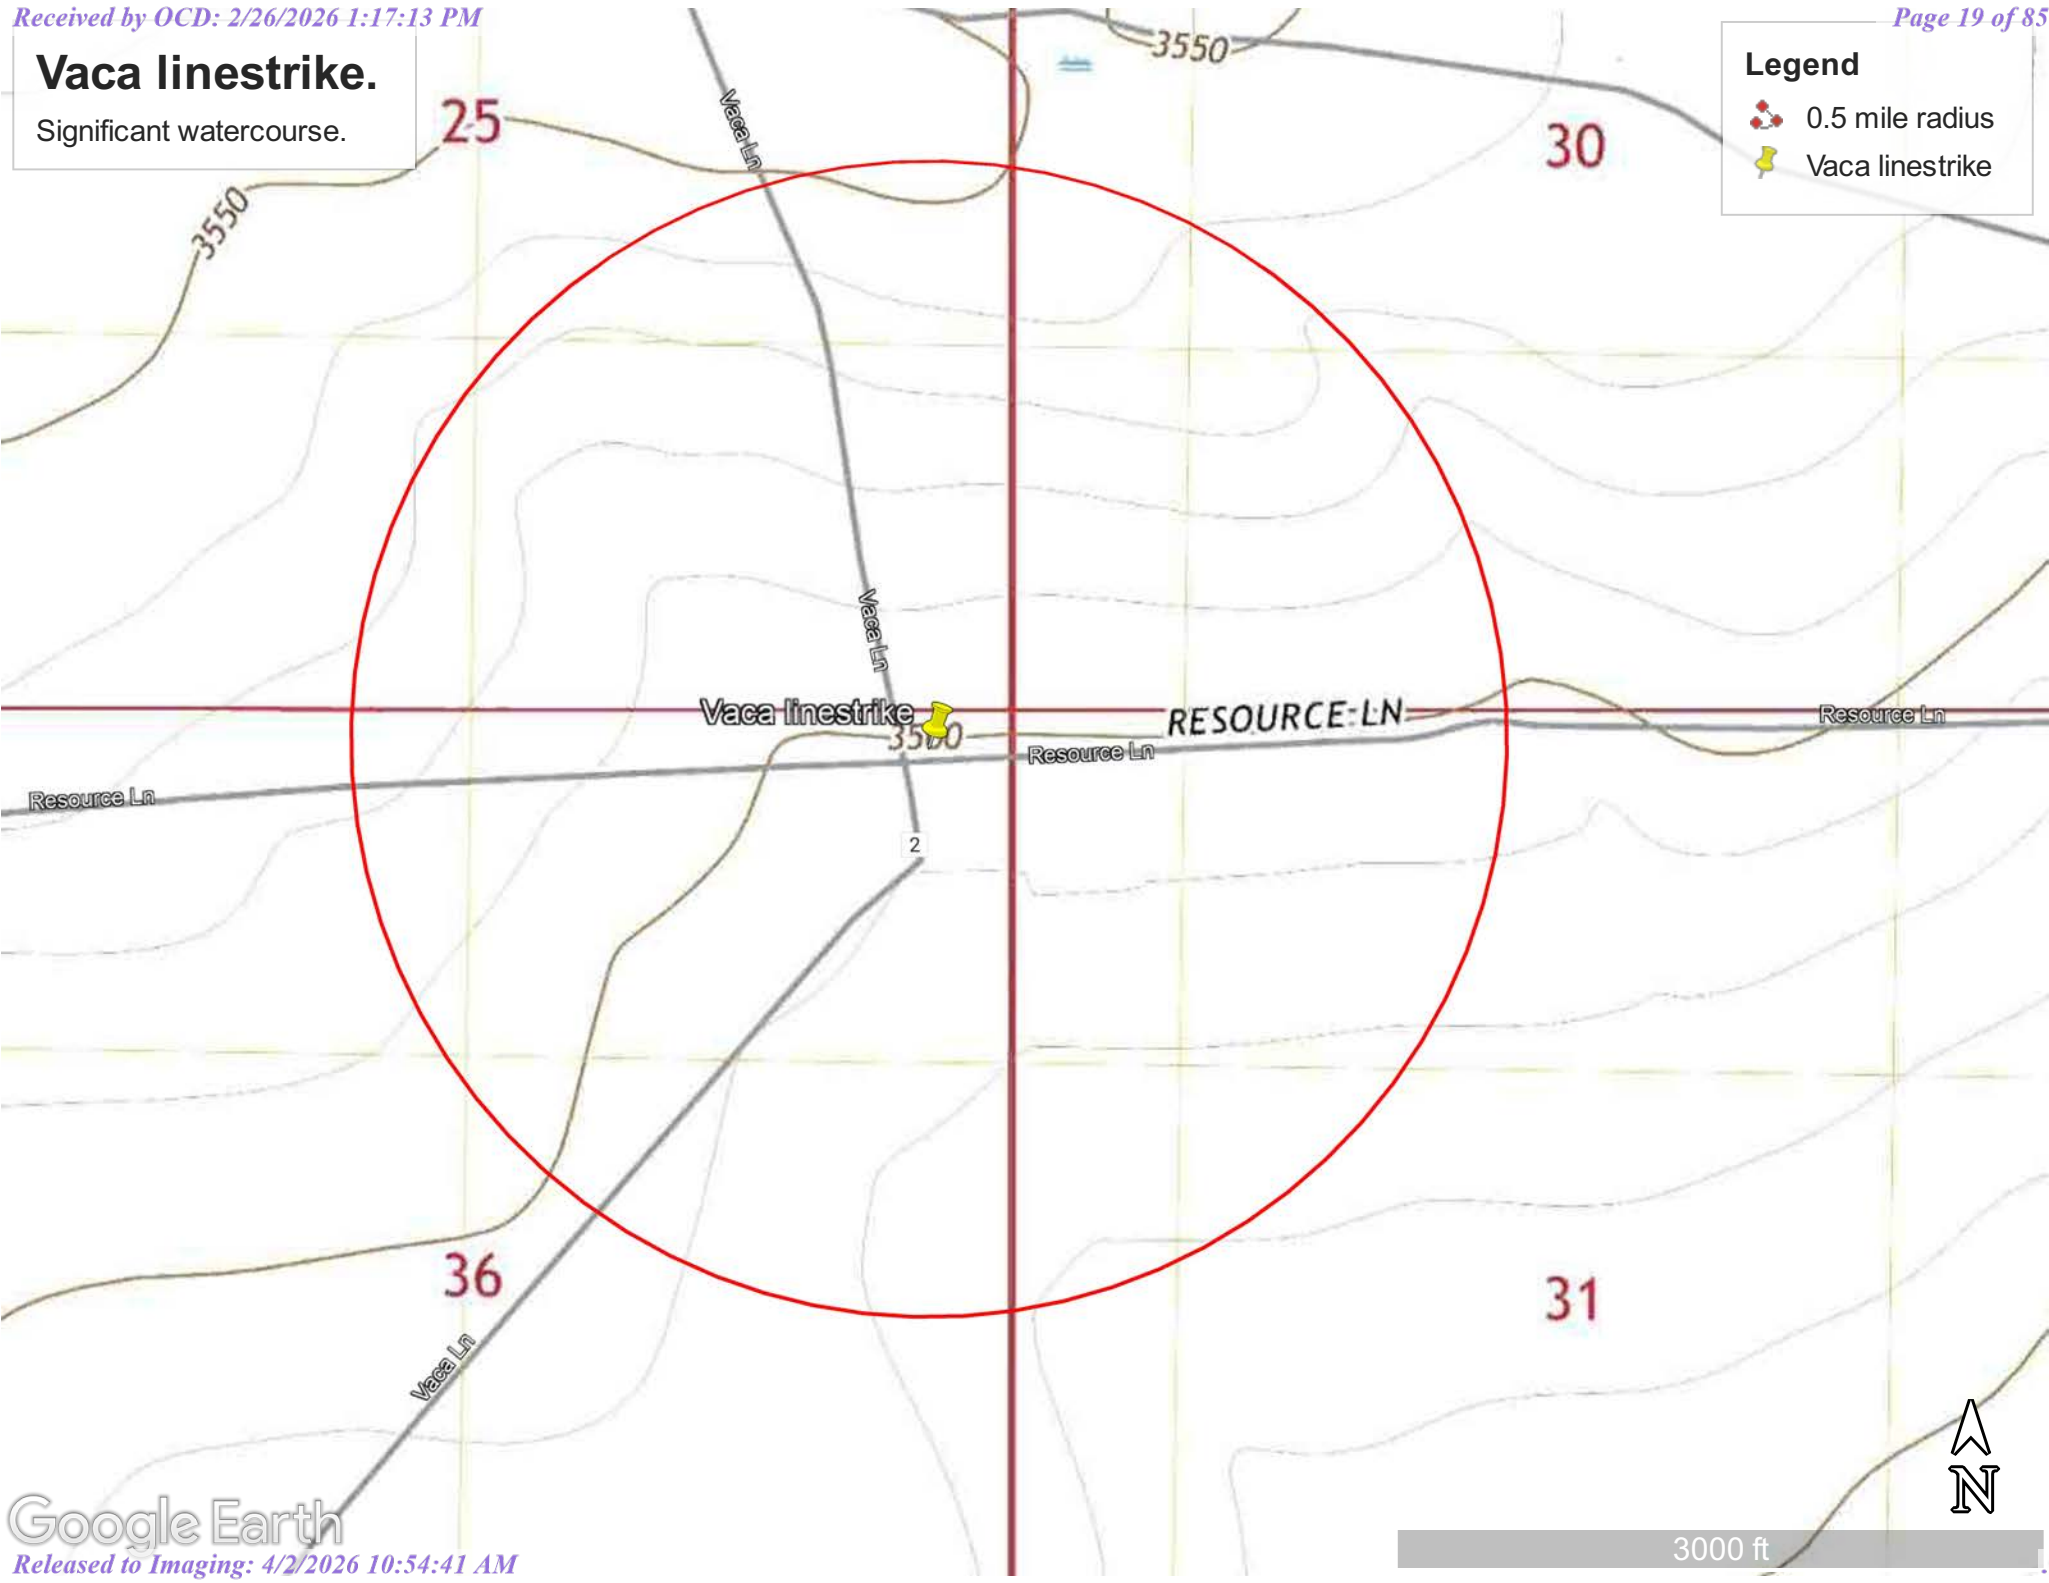 Received by OCD: 2/26/2026 1:17:13 PM
Page 19 of 85
Vaca linestrike.
Significant watercourse.
Legend
0.5 mile radius
Vaca linestrike
3550
25
30
Vaca Ln
3550
Vaca Ln
Vaca linestrike
RESOURCE LN
Resource Ln
3500
Resource Ln
Resource Ln
2
36
31
Vaca Ln
N
Google Earth
3000 ft
Released to Imaging: 4/2/2026 10:54:41 AM